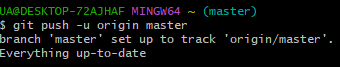 UA@DESKTOP-72AJHAF MINGW64 ~ (master)
$ git push -u origin master
branch 'master' set up to track 'origin/master'.
Everything up-to-date